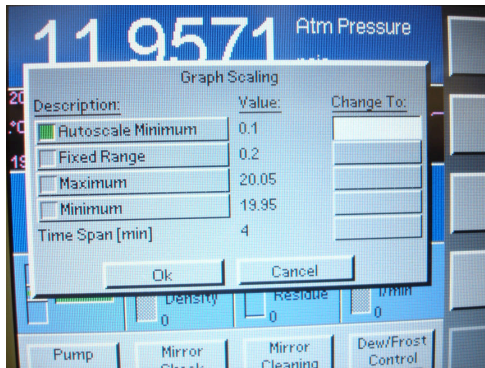 11.9571 Atm Pressure
Graph Scaling
Description: Value: Change To:
Autoscale Minimum 0.1
Fixed Range 0.2
Maximum 20.05
Minimum 19.95
Time Span [min] 4
Ok Cancel
Density Residue l/min
0 0 0
Pump Mirror Mirror Dew/Frost
Check Cleaning Control